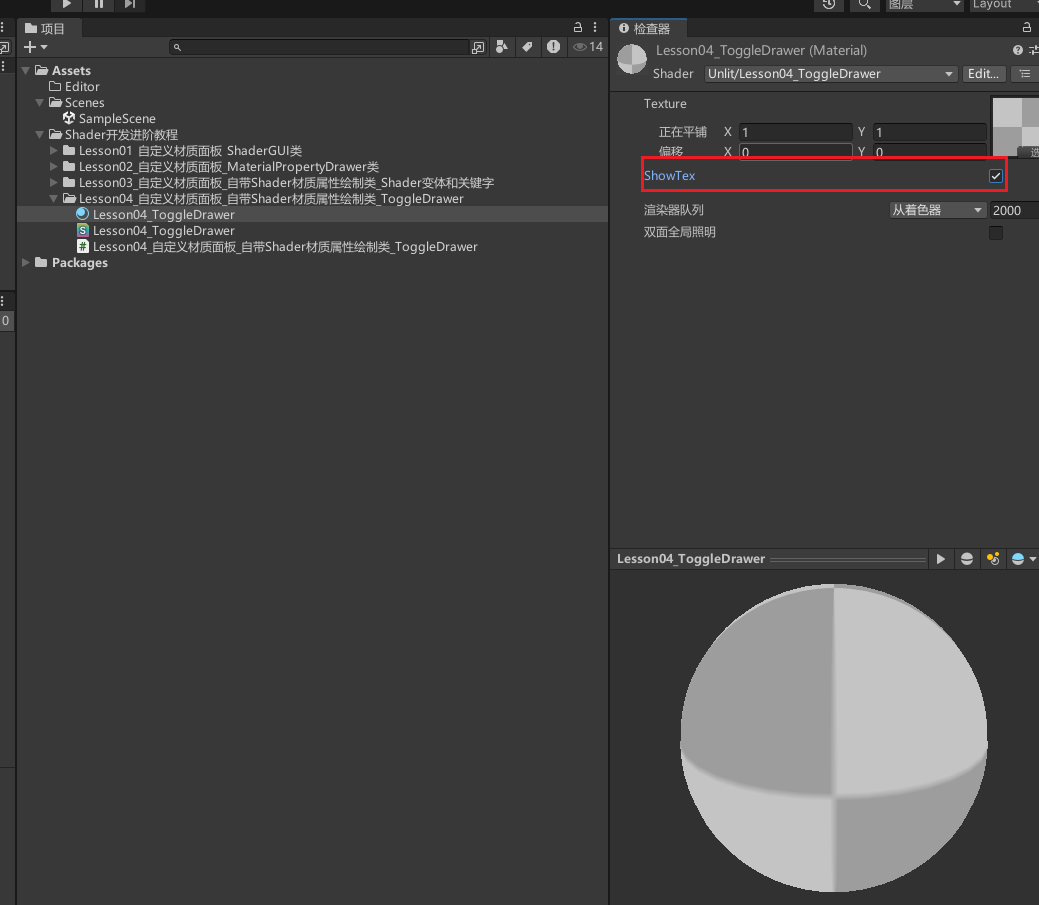 图层
Layout
项目
14
Assets
Editor
Scenes
SampleScene
Shader开发进阶教程
Lesson01_自定义材质面板_ShaderGUI类
Lesson02_自定义材质面板_MaterialPropertyDrawer类
Lesson03_自定义材质面板_自带Shader材质属性绘制类_Shader变体和关键字
Lesson04_自定义材质面板_自带Shader材质属性绘制类_ToggleDrawer
Lesson04_ToggleDrawer
Lesson04_ToggleDrawer
Lesson04_自定义材质面板_自带Shader材质属性绘制类_ToggleDrawer
Packages
0
检查器
Lesson04_ToggleDrawer (Material)
Shader Unlit/Lesson04_ToggleDrawer Edit...
Texture
正在平铺 X 1 Y 1
偏移 X 0 Y 0
ShowTex
渲染器队列 从着色器 2000
双面全局照明
Lesson04_ToggleDrawer